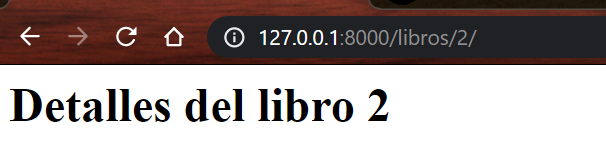 127.0.0.1:8000/libros/2/
Detalles del libro 2